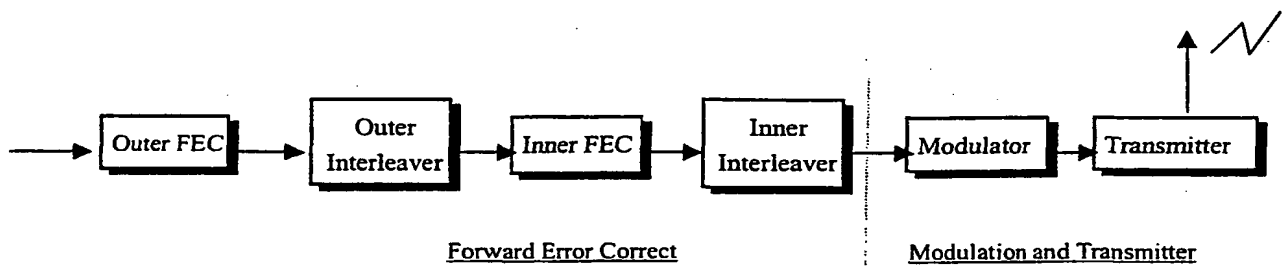 Outer FEC
Outer
Interleaver
Inner FEC
Inner
Interleaver
Modulator
Transmitter
Forward Error Correct
Modulation and Transmitter